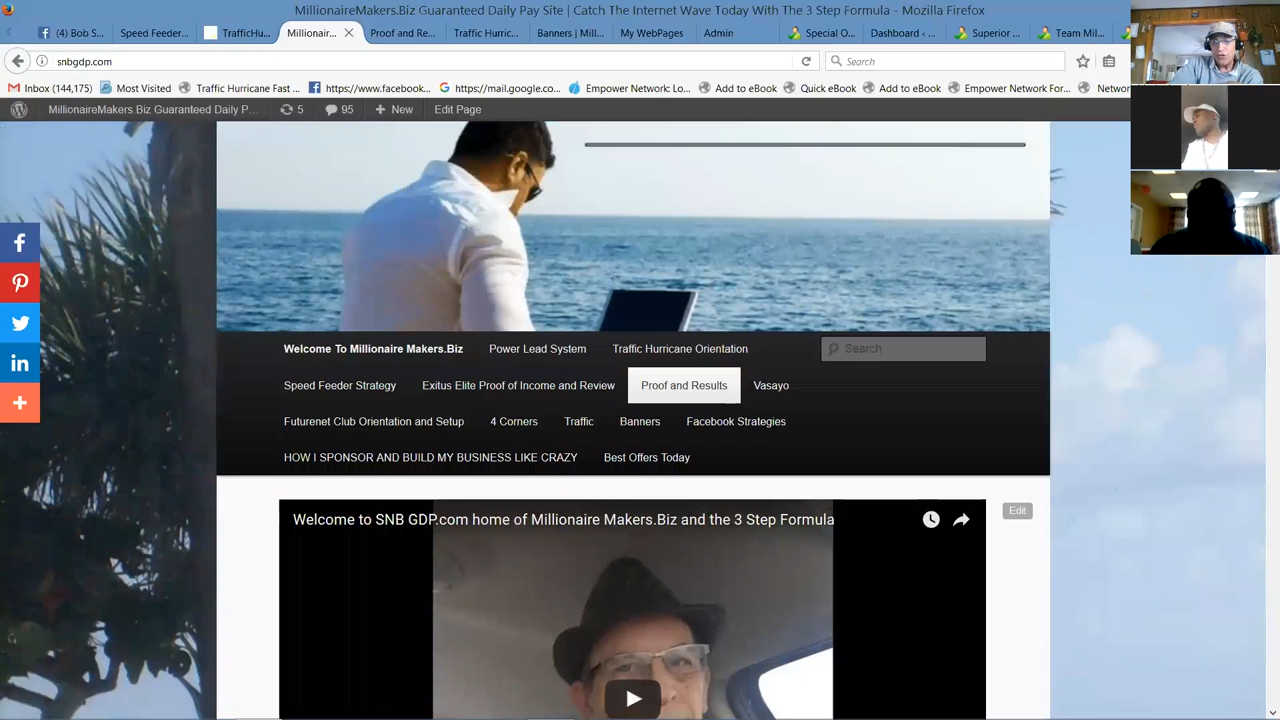 MillionaireMakers.Biz Guaranteed Daily Pay Site | Catch The Internet Wave Today With The 3 Step Formula - Mozilla Firefox
(4) Bob S... Speed Feeder... TrafficHu... Millionair... Proof and Re... Traffic Hurric... Banners | Mill... My WebPages Admin Special O... Dashboard ‹ ... Superior ... Team Mil...
snbgdp.com Search
Inbox (144,175) Most Visited Traffic Hurricane Fast ... https://www.facebook... https://mail.google.co... Empower Network: Lo... Add to eBook Quick eBook Add to eBook Empower Network For... Network
MillionaireMakers.Biz Guaranteed Daily P... 5 95 + New Edit Page
Welcome To Millionaire Makers.Biz Power Lead System Traffic Hurricane Orientation Search
Speed Feeder Strategy Exitus Elite Proof of Income and Review Proof and Results Vasayo
Futurenet Club Orientation and Setup 4 Corners Traffic Banners Facebook Strategies
HOW I SPONSOR AND BUILD MY BUSINESS LIKE CRAZY Best Offers Today
Welcome to SNB GDP.com home of Millionaire Makers.Biz and the 3 Step Formula
Edit